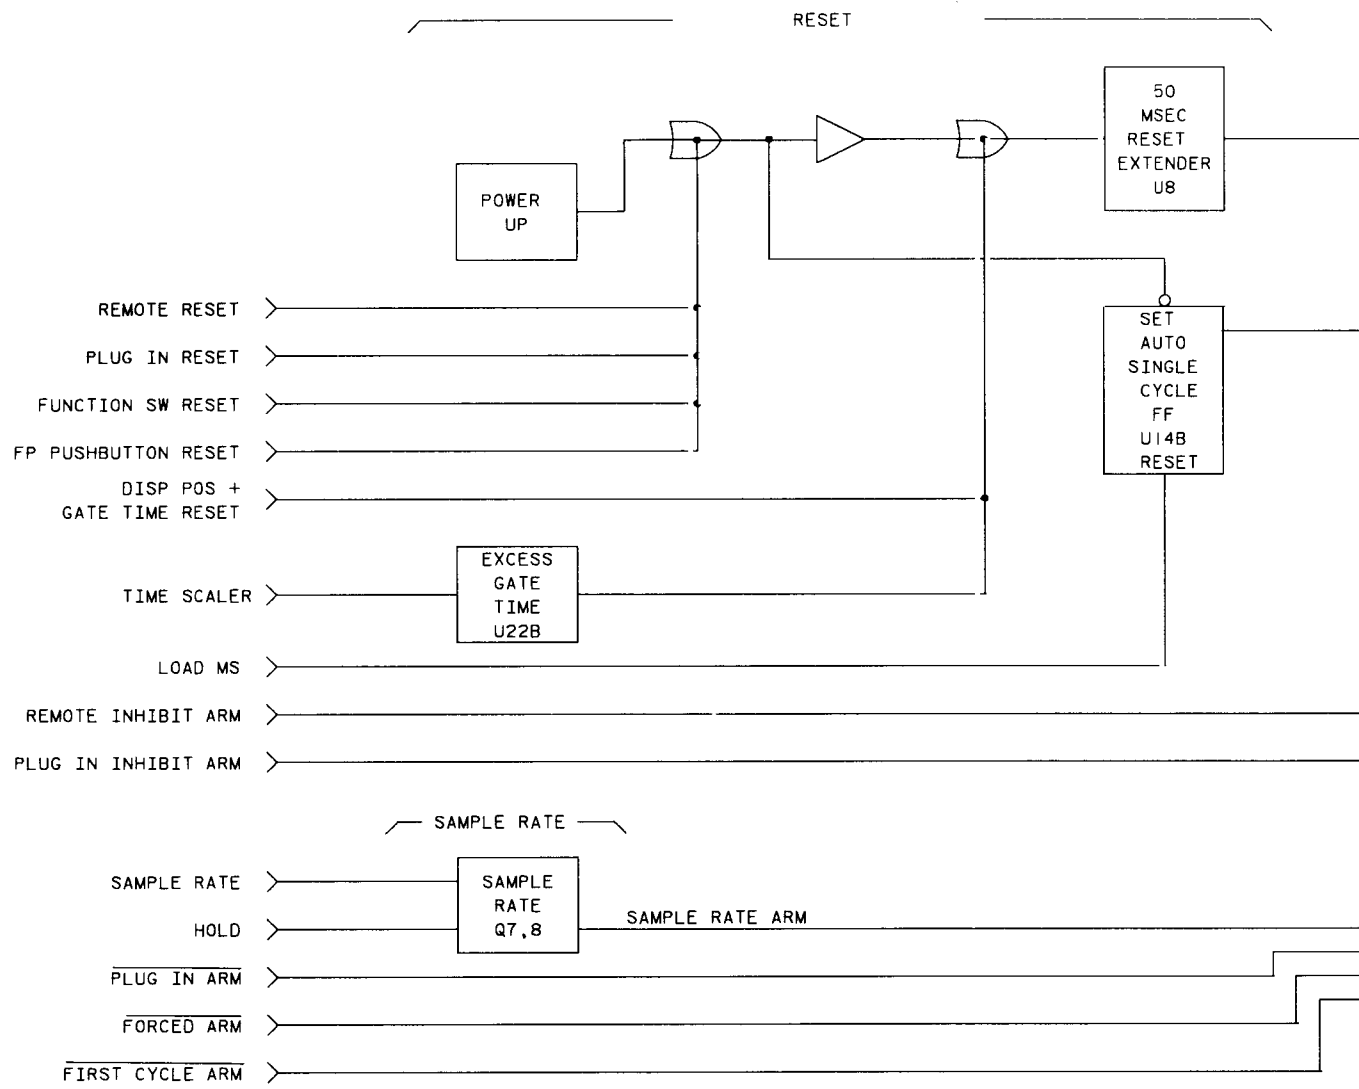 RESET
50
MSEC
RESET
EXTENDER
U8
POWER
UP
REMOTE RESET
PLUG IN RESET
FUNCTION SW RESET
FP PUSHBUTTON RESET
DISP POS +
GATE TIME RESET
SET
AUTO
SINGLE
CYCLE
FF
U14B
RESET
TIME SCALER
EXCESS
GATE
TIME
U22B
LOAD MS
REMOTE INHIBIT ARM
PLUG IN INHIBIT ARM
SAMPLE RATE
SAMPLE RATE
HOLD
SAMPLE
RATE
Q7,8
SAMPLE RATE ARM
PLUG IN ARM
FORCED ARM
FIRST CYCLE ARM